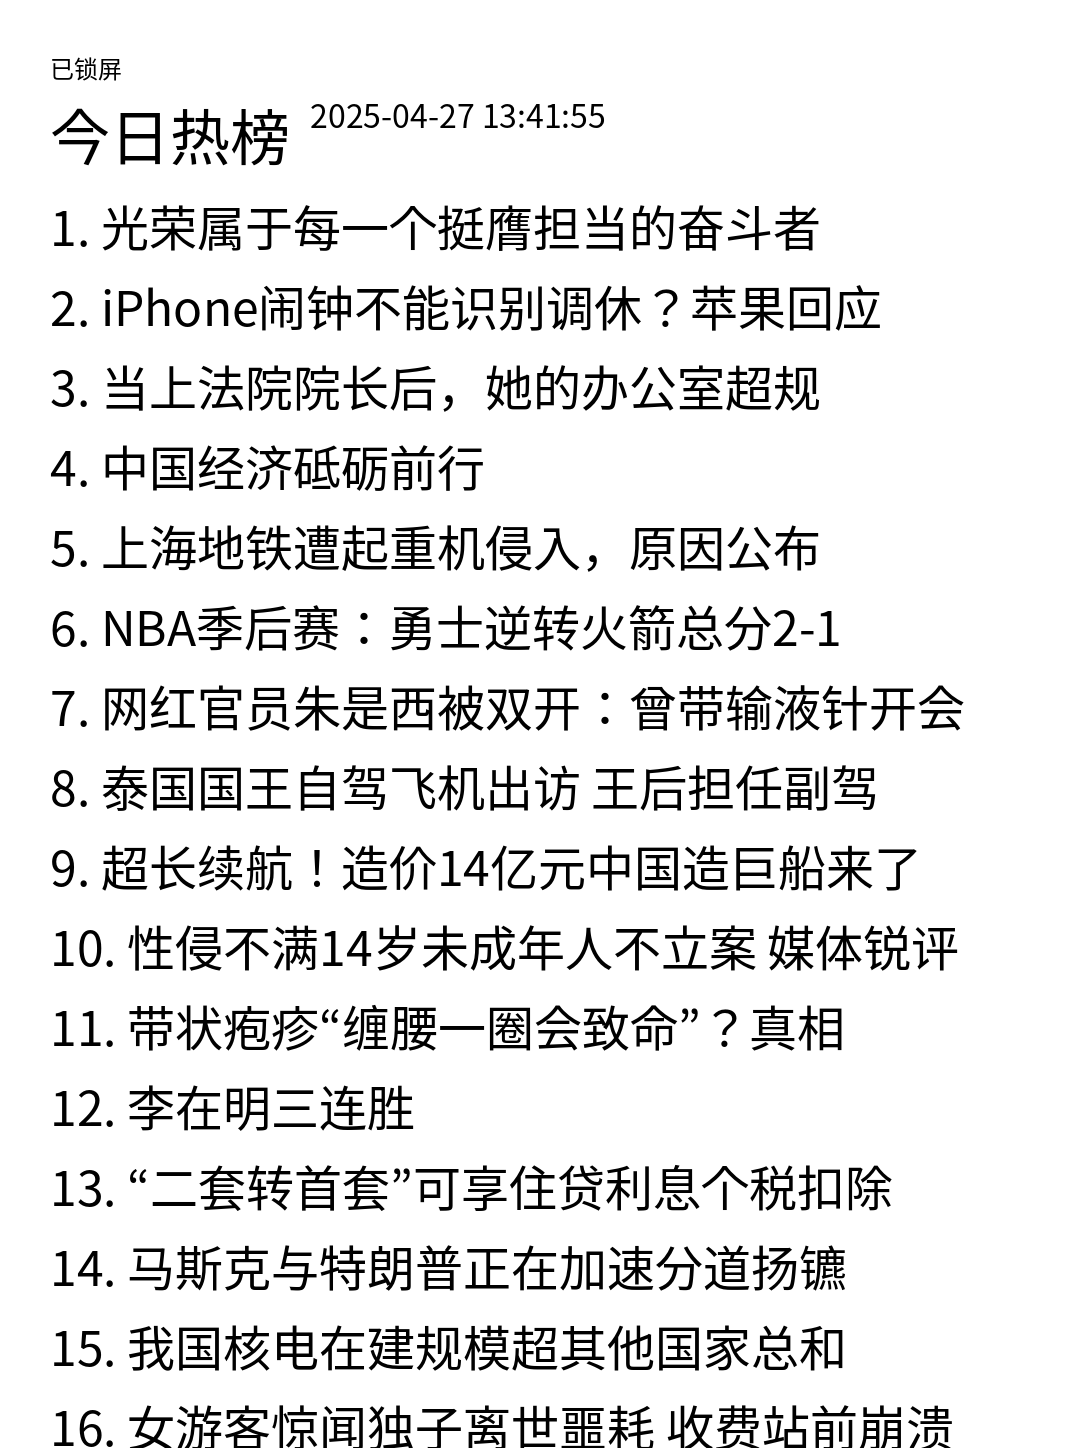 已锁屏
今日热榜 2025-04-27 13:41:55
1. 光荣属于每一个挺膺担当的奋斗者
2. iPhone闹钟不能识别调休？苹果回应
3. 当上法院院长后，她的办公室超规
4. 中国经济砥砺前行
5. 上海地铁遭起重机侵入，原因公布
6. NBA季后赛：勇士逆转火箭总分2-1
7. 网红官员朱是西被双开：曾带输液针开会
8. 泰国国王自驾飞机出访 王后担任副驾
9. 超长续航！造价14亿元中国造巨船来了
10. 性侵不满14岁未成年人不立案 媒体锐评
11. 带状疱疹“缠腰一圈会致命”？真相
12. 李在明三连胜
13. “二套转首套”可享住贷利息个税扣除
14. 马斯克与特朗普正在加速分道扬镳
15. 我国核电在建规模超其他国家总和
16. 女游客惊闻独子离世噩耗 收费站前崩溃